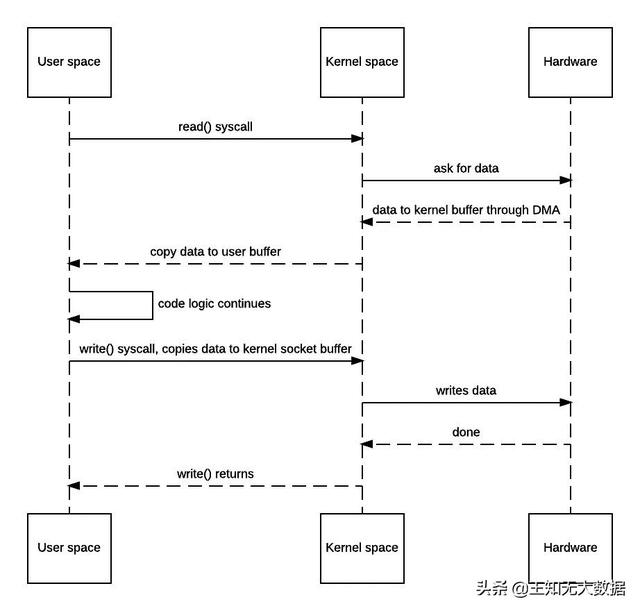 User space
Kernel space
Hardware
read() syscall
ask for data
data to kernel buffer through DMA
copy data to user buffer
code logic continues
write() syscall, copies data to kernel socket buffer
writes data
done
write() returns
User space
Kernel space
Hardware
头条 @王知无大数据